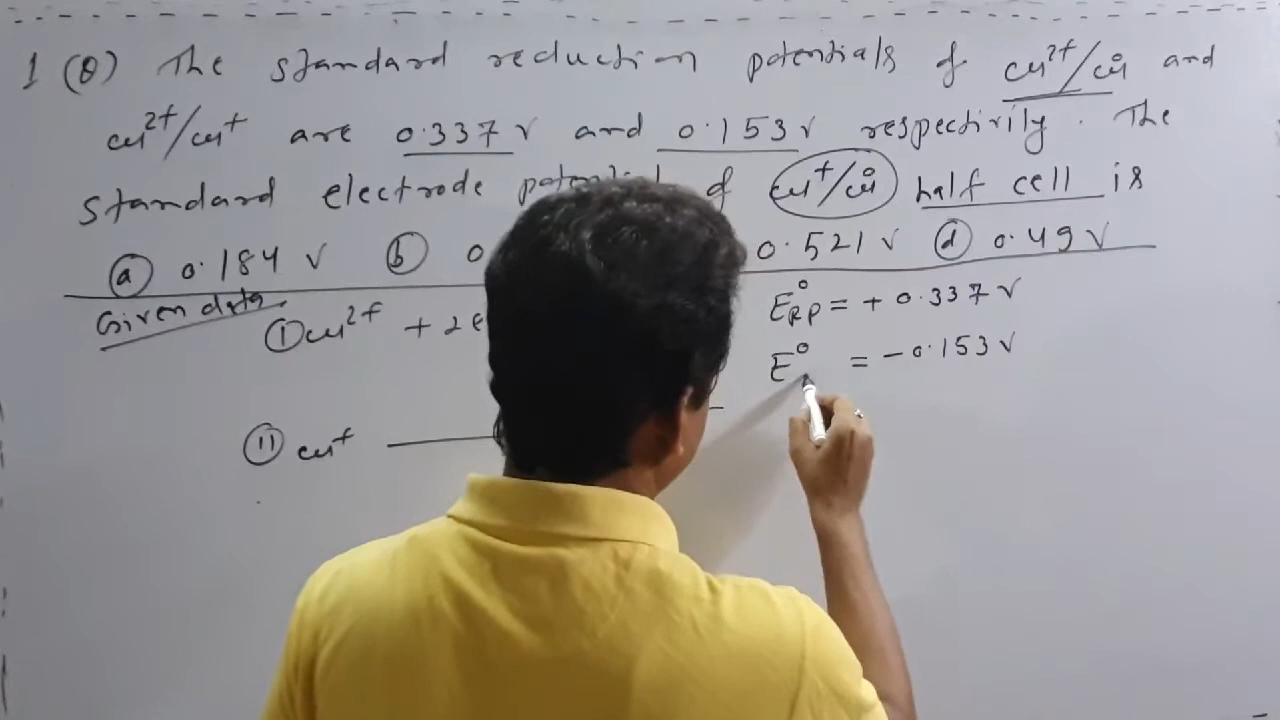 1 (Q) The standard reduction potentials of Cu²⁺/Cu° and
Cu²⁺/Cu⁺ are 0.337 V and 0.153 V respectirily. The
standard electrode of Cu⁺/Cu° half cell is
ⓐ 0.184 V ⓑ 0 0.521 V ⓓ 0.49 V
Given data.
① Cu²⁺ + 2e E°RP = + 0.337 V
E° = - 0.153 V
⑪ Cu⁺